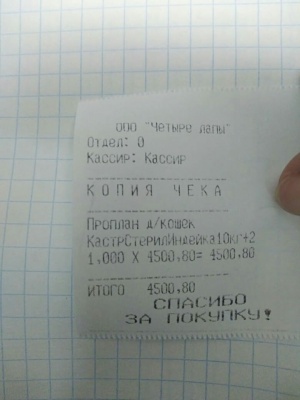 ООО "Четыре лапы"
Отдел: 0
Кассир: Кассир
КОПИЯ ЧЕКА
Проплан д/кошек
КастрСтерилИндейка10кг+2
1,000 X 4500,80= 4500,80
ИТОГО 4500,80
СПАСИБО
ЗА ПОКУПКУ!